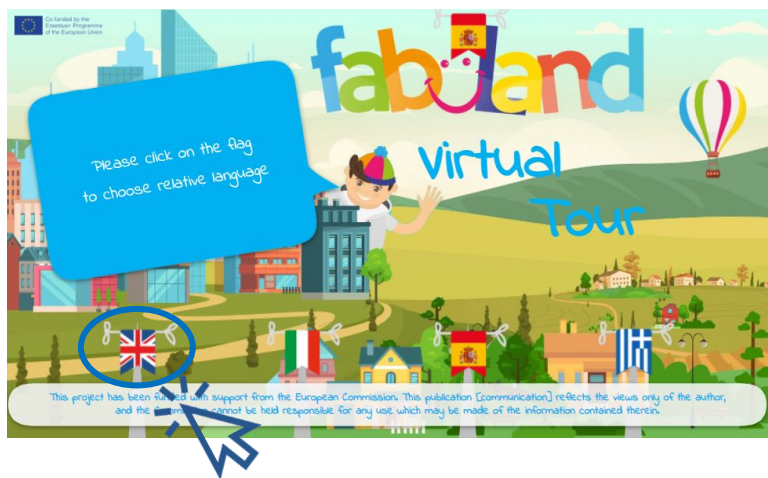 Co-funded by the
Erasmus+ Programme
of the European Union
fabuland
Virtual
Tour
Please click on the flag
to choose relative language
This project has been funded with support from the European Commission. This publication [communication] reflects the views only of the author,
and the cannot be held responsible for any use which may be made of the information contained therein.